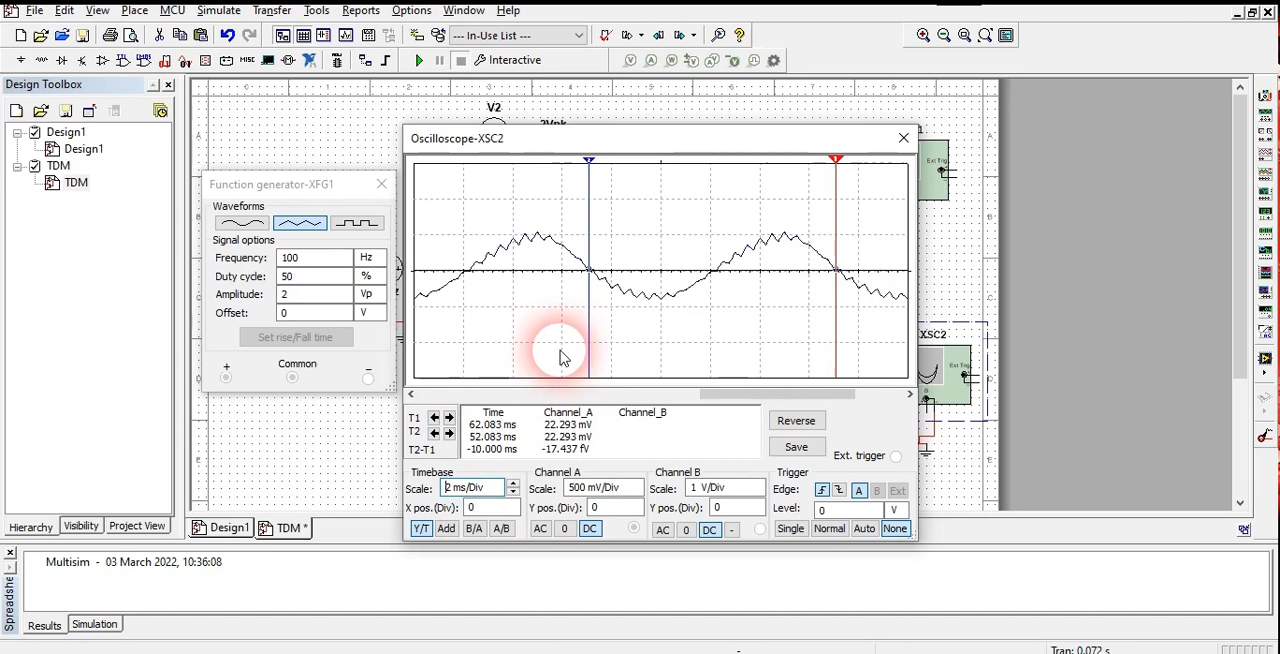 File Edit View Place MCU Simulate Transfer Tools Reports Options Window Help
--- In-Use List ---
Interactive
Design Toolbox
Design1
Design1
TDM
TDM
Hierarchy Visibility Project View
Design1 TDM *
V2
2Vpk
Ext Trig
XSC2
Ext Trig
Function generator-XFG1
Waveforms
Signal options
Frequency: 100 Hz
Duty cycle: 50 %
Amplitude: 2 Vp
Offset: 0 V
Set rise/Fall time
+ Common –
Oscilloscope-XSC2
Time Channel_A Channel_B
T1 62.083 ms 22.293 mV
T2 52.083 ms 22.293 mV
T2-T1 -10.000 ms -17.437 fV
Reverse
Save
Ext. trigger
Timebase
Scale: 2 ms/Div
X pos.(Div): 0
Y/T Add B/A A/B
Channel A
Scale: 500 mV/Div
Y pos.(Div): 0
AC 0 DC
Channel B
Scale: 1 V/Div
Y pos.(Div): 0
AC 0 DC -
Trigger
Edge: A B Ext
Level: 0 V
Single Normal Auto None
Multisim - 03 March 2022, 10:36:08
Spreadshe
Results Simulation
- Tran: 0.072 s